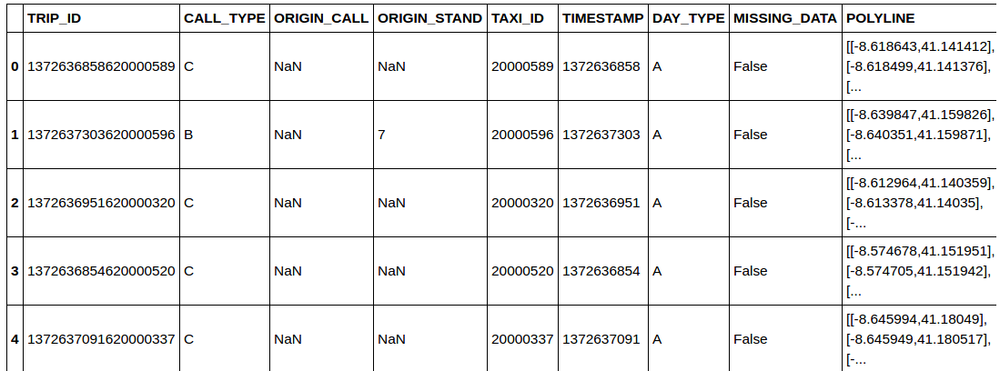 TRIP_ID CALL_TYPE ORIGIN_CALL ORIGIN_STAND TAXI_ID TIMESTAMP DAY_TYPE MISSING_DATA POLYLINE
0 1372636858620000589 C NaN NaN 20000589 1372636858 A False [[-8.618643,41.141412],
[-8.618499,41.141376],
[...
1 1372637303620000596 B NaN 7 20000596 1372637303 A False [[-8.639847,41.159826],
[-8.640351,41.159871],
[...
2 1372636951620000320 C NaN NaN 20000320 1372636951 A False [[-8.612964,41.140359],
[-8.613378,41.14035],
[-...
3 1372636854620000520 C NaN NaN 20000520 1372636854 A False [[-8.574678,41.151951],
[-8.574705,41.151942],
[...
4 1372637091620000337 C NaN NaN 20000337 1372637091 A False [[-8.645994,41.18049],
[-8.645949,41.180517],
[-...